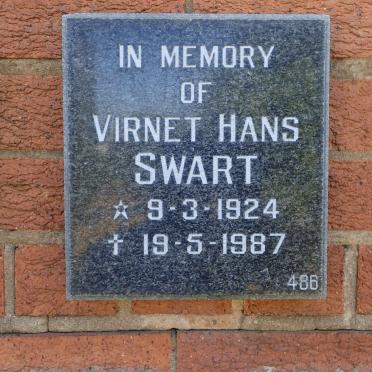 IN MEMORY
OF
VIRNET HANS
SWART
☆ 9-3-1924
✝ 19-5-1987
486